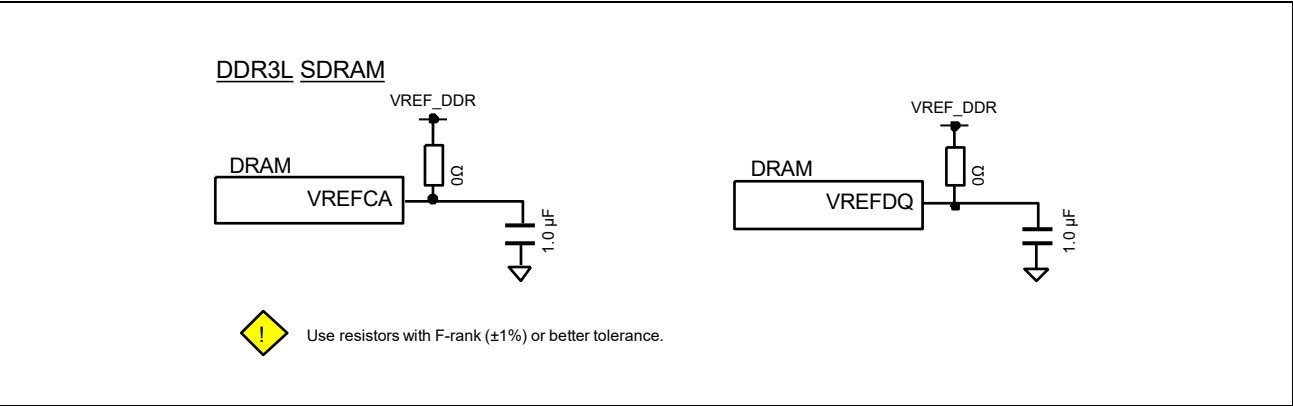 DDR3L SDRAM
VREF_DDR
0Ω
DRAM
VREFCA
1.0 µF
VREF_DDR
0Ω
DRAM
VREFDQ
1.0 µF
! Use resistors with F-rank (±1%) or better tolerance.